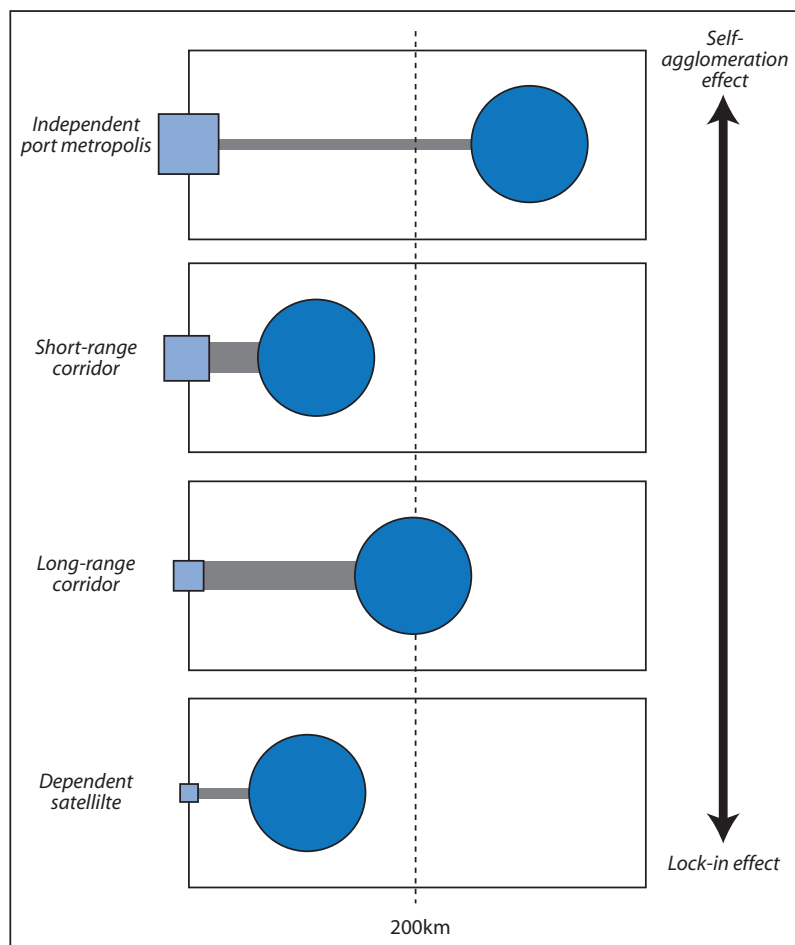 Self-
agglomeration
effect
Independent
port metropolis
Short-range
corridor
Long-range
corridor
Dependent
satellilte
Lock-in effect
200km